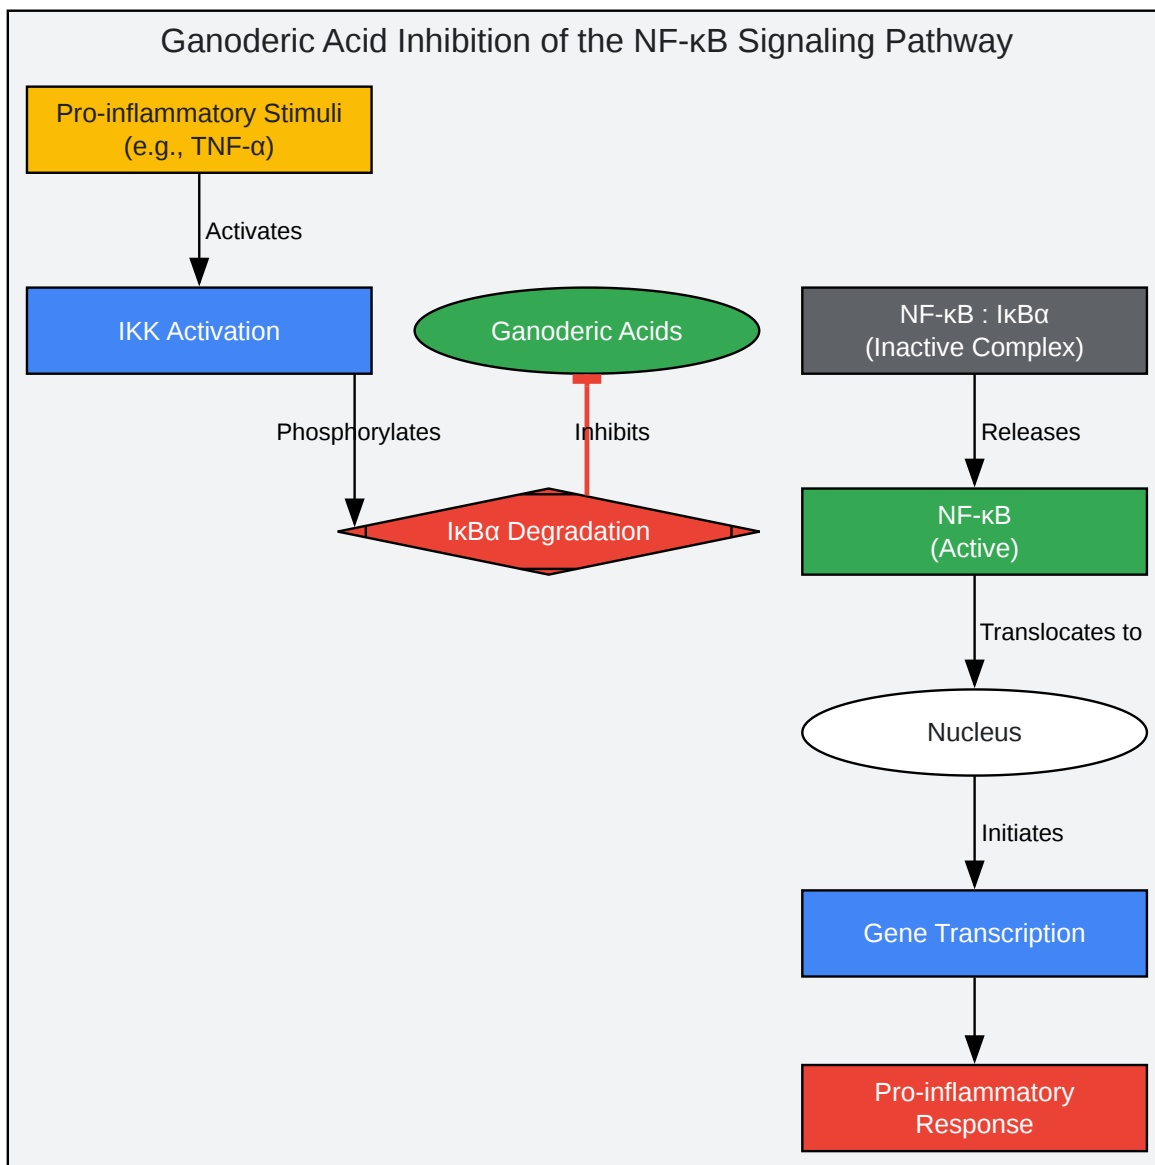 Ganoderic Acid Inhibition of the NF-κB Signaling Pathway
Pro-inflammatory Stimuli
(e.g., TNF-α)
Activates
IKK Activation
Ganoderic Acids
NF-κB : IκBα
(Inactive Complex)
Phosphorylates
Inhibits
Releases
IκBα Degradation
NF-κB
(Active)
Translocates to
Nucleus
Initiates
Gene Transcription
Pro-inflammatory
Response